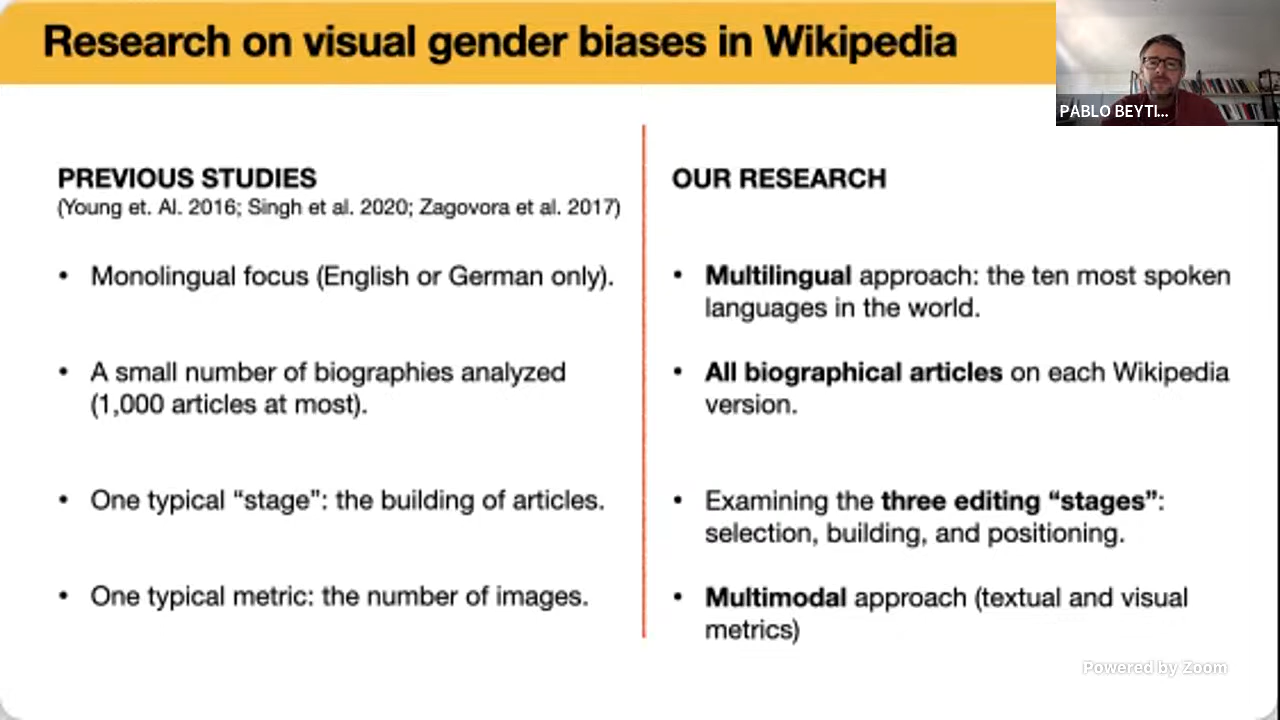 Research on visual gender biases in Wikipedia
PABLO BEYTI...
PREVIOUS STUDIES
(Young et. Al. 2016; Singh et al. 2020; Zagovora et al. 2017)
• Monolingual focus (English or German only).
• A small number of biographies analyzed
(1,000 articles at most).
• One typical “stage”: the building of articles.
• One typical metric: the number of images.
OUR RESEARCH
• Multilingual approach: the ten most spoken
languages in the world.
• All biographical articles on each Wikipedia
version.
• Examining the three editing “stages”:
selection, building, and positioning.
• Multimodal approach (textual and visual
metrics)
Powered by Zoom